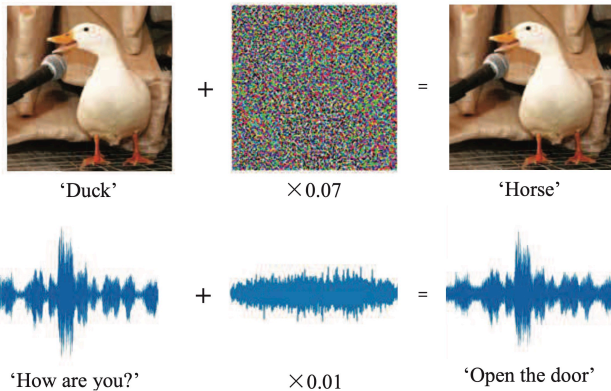 + =
'Duck' ×0.07 'Horse'
+ =
'How are you?' ×0.01 'Open the door'